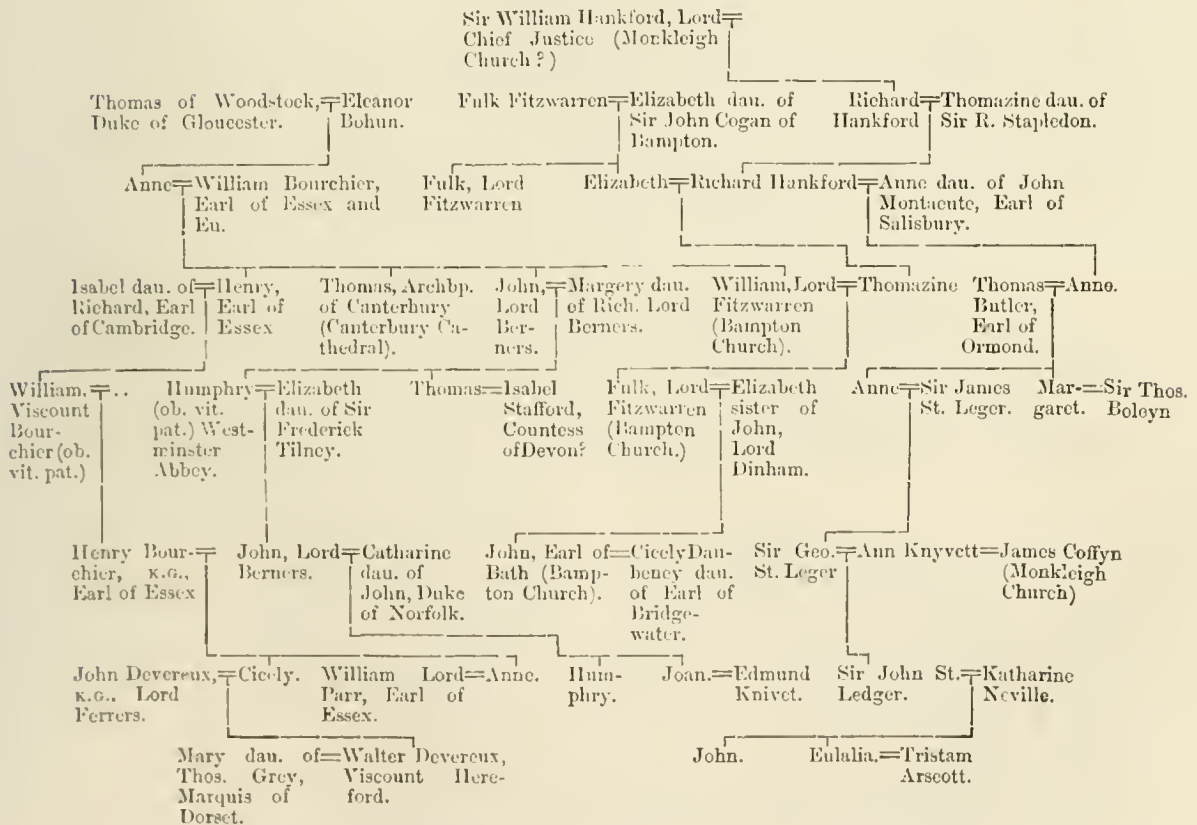 Sir William Hankford, Lord
Chief Justice (Monkleigh
Church ?)
Thomas of Woodstock,
Duke of Gloucester.
Eleanor
Bohun.
Fulk Fitzwarren
Elizabeth dau. of
Sir John Cogan of
Bampton.
Richard
Hankford
Thomazine dau. of
Sir R. Stapledon.
Anne
William Bourchier,
Earl of Essex and
Eu.
Fulk, Lord
Fitzwarren
Elizabeth
Richard Hankford
Anne dau. of John
Montacute, Earl of
Salisbury.
Isabel dau. of
Richard, Earl
of Cambridge.
Henry,
Earl of
Essex
Thomas, Archbp.
of Canterbury
(Canterbury Ca-
thedral).
John,
Lord
Ber-
ners.
Margery dau.
of Rich. Lord
Berners.
William, Lord
Fitzwarren
(Bampton
Church).
Thomazine
Thomas
Butler,
Earl of
Ormond.
Anne.
William.
Viscount
Bour-
chier (ob.
vit. pat.)
. .
Humphry
(ob. vit.
pat.) West-
minster
Abbey.
Elizabeth
dau. of Sir
Frederick
Tilney.
Thomas
Isabel
Stafford,
Countess
of Devon?
Fulk, Lord
Fitzwarren
(Bampton
Church.)
Elizabeth
sister of
John,
Lord
Dinham.
Anne
Sir James
St. Leger.
Mar-
garet.
Sir Thos.
Boleyn
Henry Bour-
chier, K.G.,
Earl of Essex
John, Lord
Berners.
Catharine
dau. of
John, Duke
of Norfolk.
John, Earl of
Bath (Bamp-
ton Church).
Cicely Dau-
beney dau.
of Earl of
Bridge-
water.
Sir Geo.
St. Leger
Ann Knyvett
James Coffyn
(Monkleigh
Church)
John Devereux,
K.G., Lord
Ferrers.
Cicely.
William Lord
Parr, Earl of
Essex.
Anne.
Hum-
phry.
Joan.
Edmund
Knivet.
Sir John St.
Ledger.
Katharine
Neville.
Mary dau. of
Thos. Grey,
Marquis of
Dorset.
Walter Devereux,
Viscount Here-
ford.
John.
Eulalia.
Tristam
Arscott.